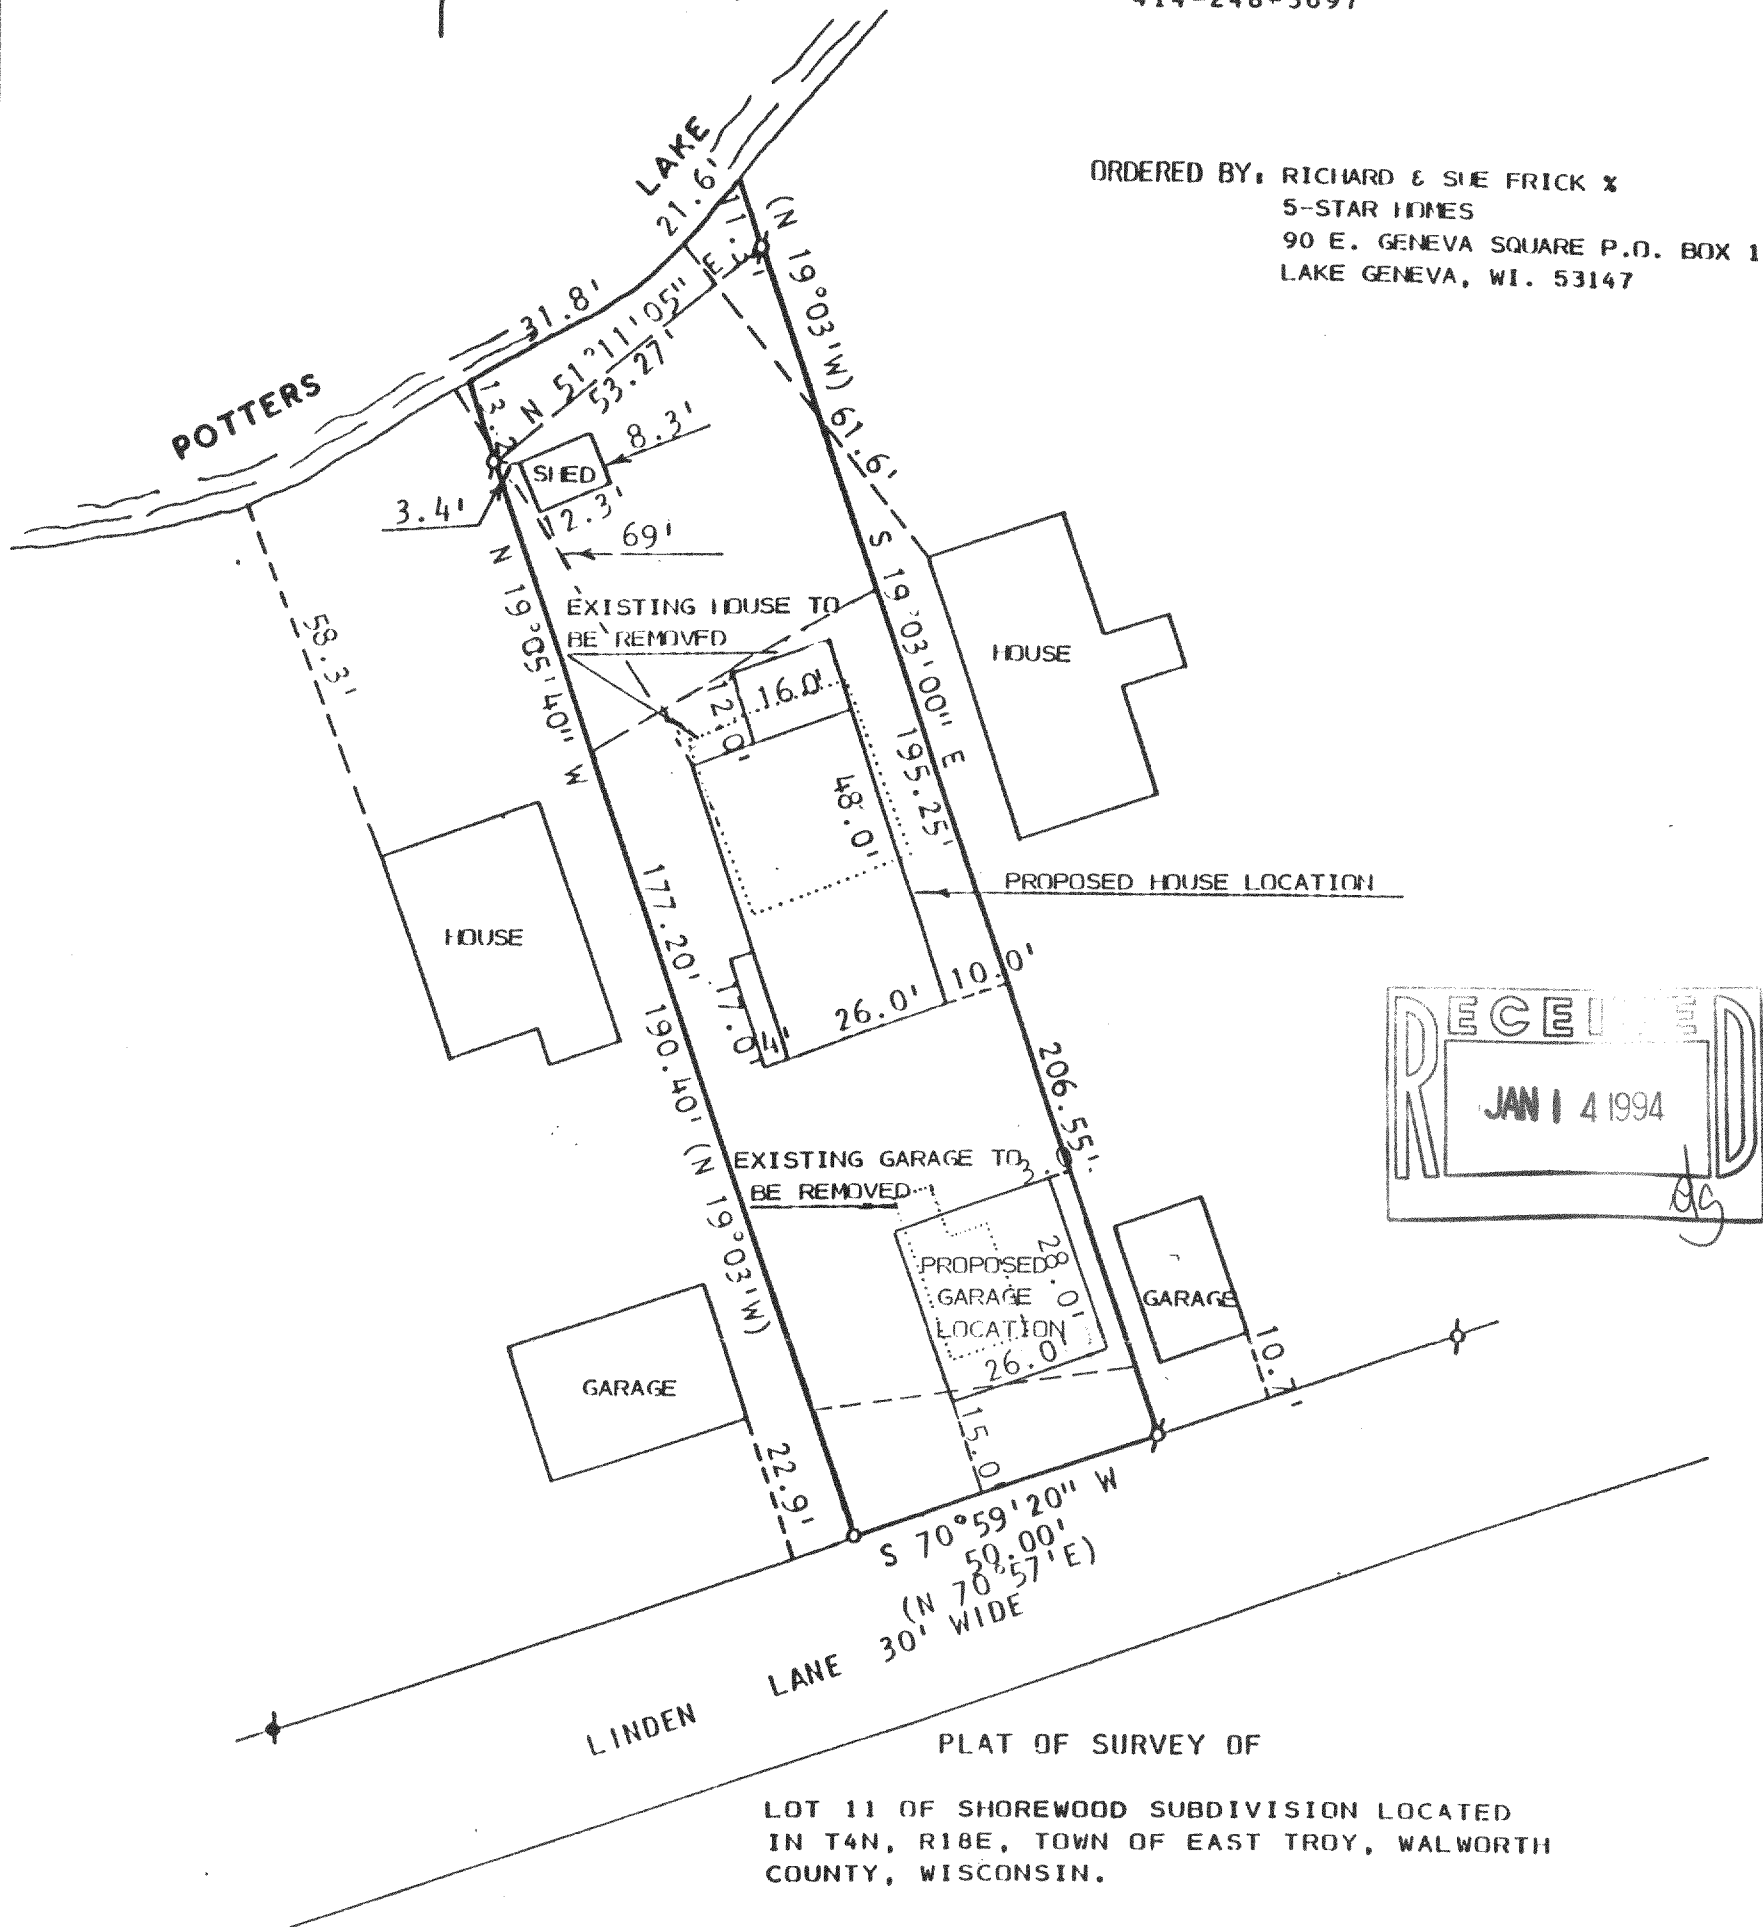 414-248-5697
ORDERED BY: RICHARD & SUE FRICK %
5-STAR HOMES
90 E. GENEVA SQUARE P.O. BOX 1
LAKE GENEVA, WI. 53147
POTTERS
LAKE
21.6'
31.8'
(N 19°03'W)
N 51°11'05" E
53.27'
61.6'
SHED
8.3'
12.3'
3.4'
69'
58.3'
N 19°05'40" W
S 19°03'00" E
EXISTING HOUSE TO
BE REMOVED
HOUSE
16.0'
12.0'
48.0'
195.25'
PROPOSED HOUSE LOCATION
HOUSE
177.20'
190.40'
(N 19°03'W)
17.0'
4'
26.0'
10.0'
206.55'
RECEIVED
JAN 14 1994
EXISTING GARAGE TO
BE REMOVED
PROPOSED
GARAGE
LOCATION
28.0'
26.0'
15.0'
GARAGE
10.7'
GARAGE
22.9'
S 70°59'20" W
50.00'
(N 70°57'E)
30' WIDE
LINDEN LANE
PLAT OF SURVEY OF
LOT 11 OF SHOREWOOD SUBDIVISION LOCATED
IN T4N, R18E, TOWN OF EAST TROY, WALWORTH
COUNTY, WISCONSIN.